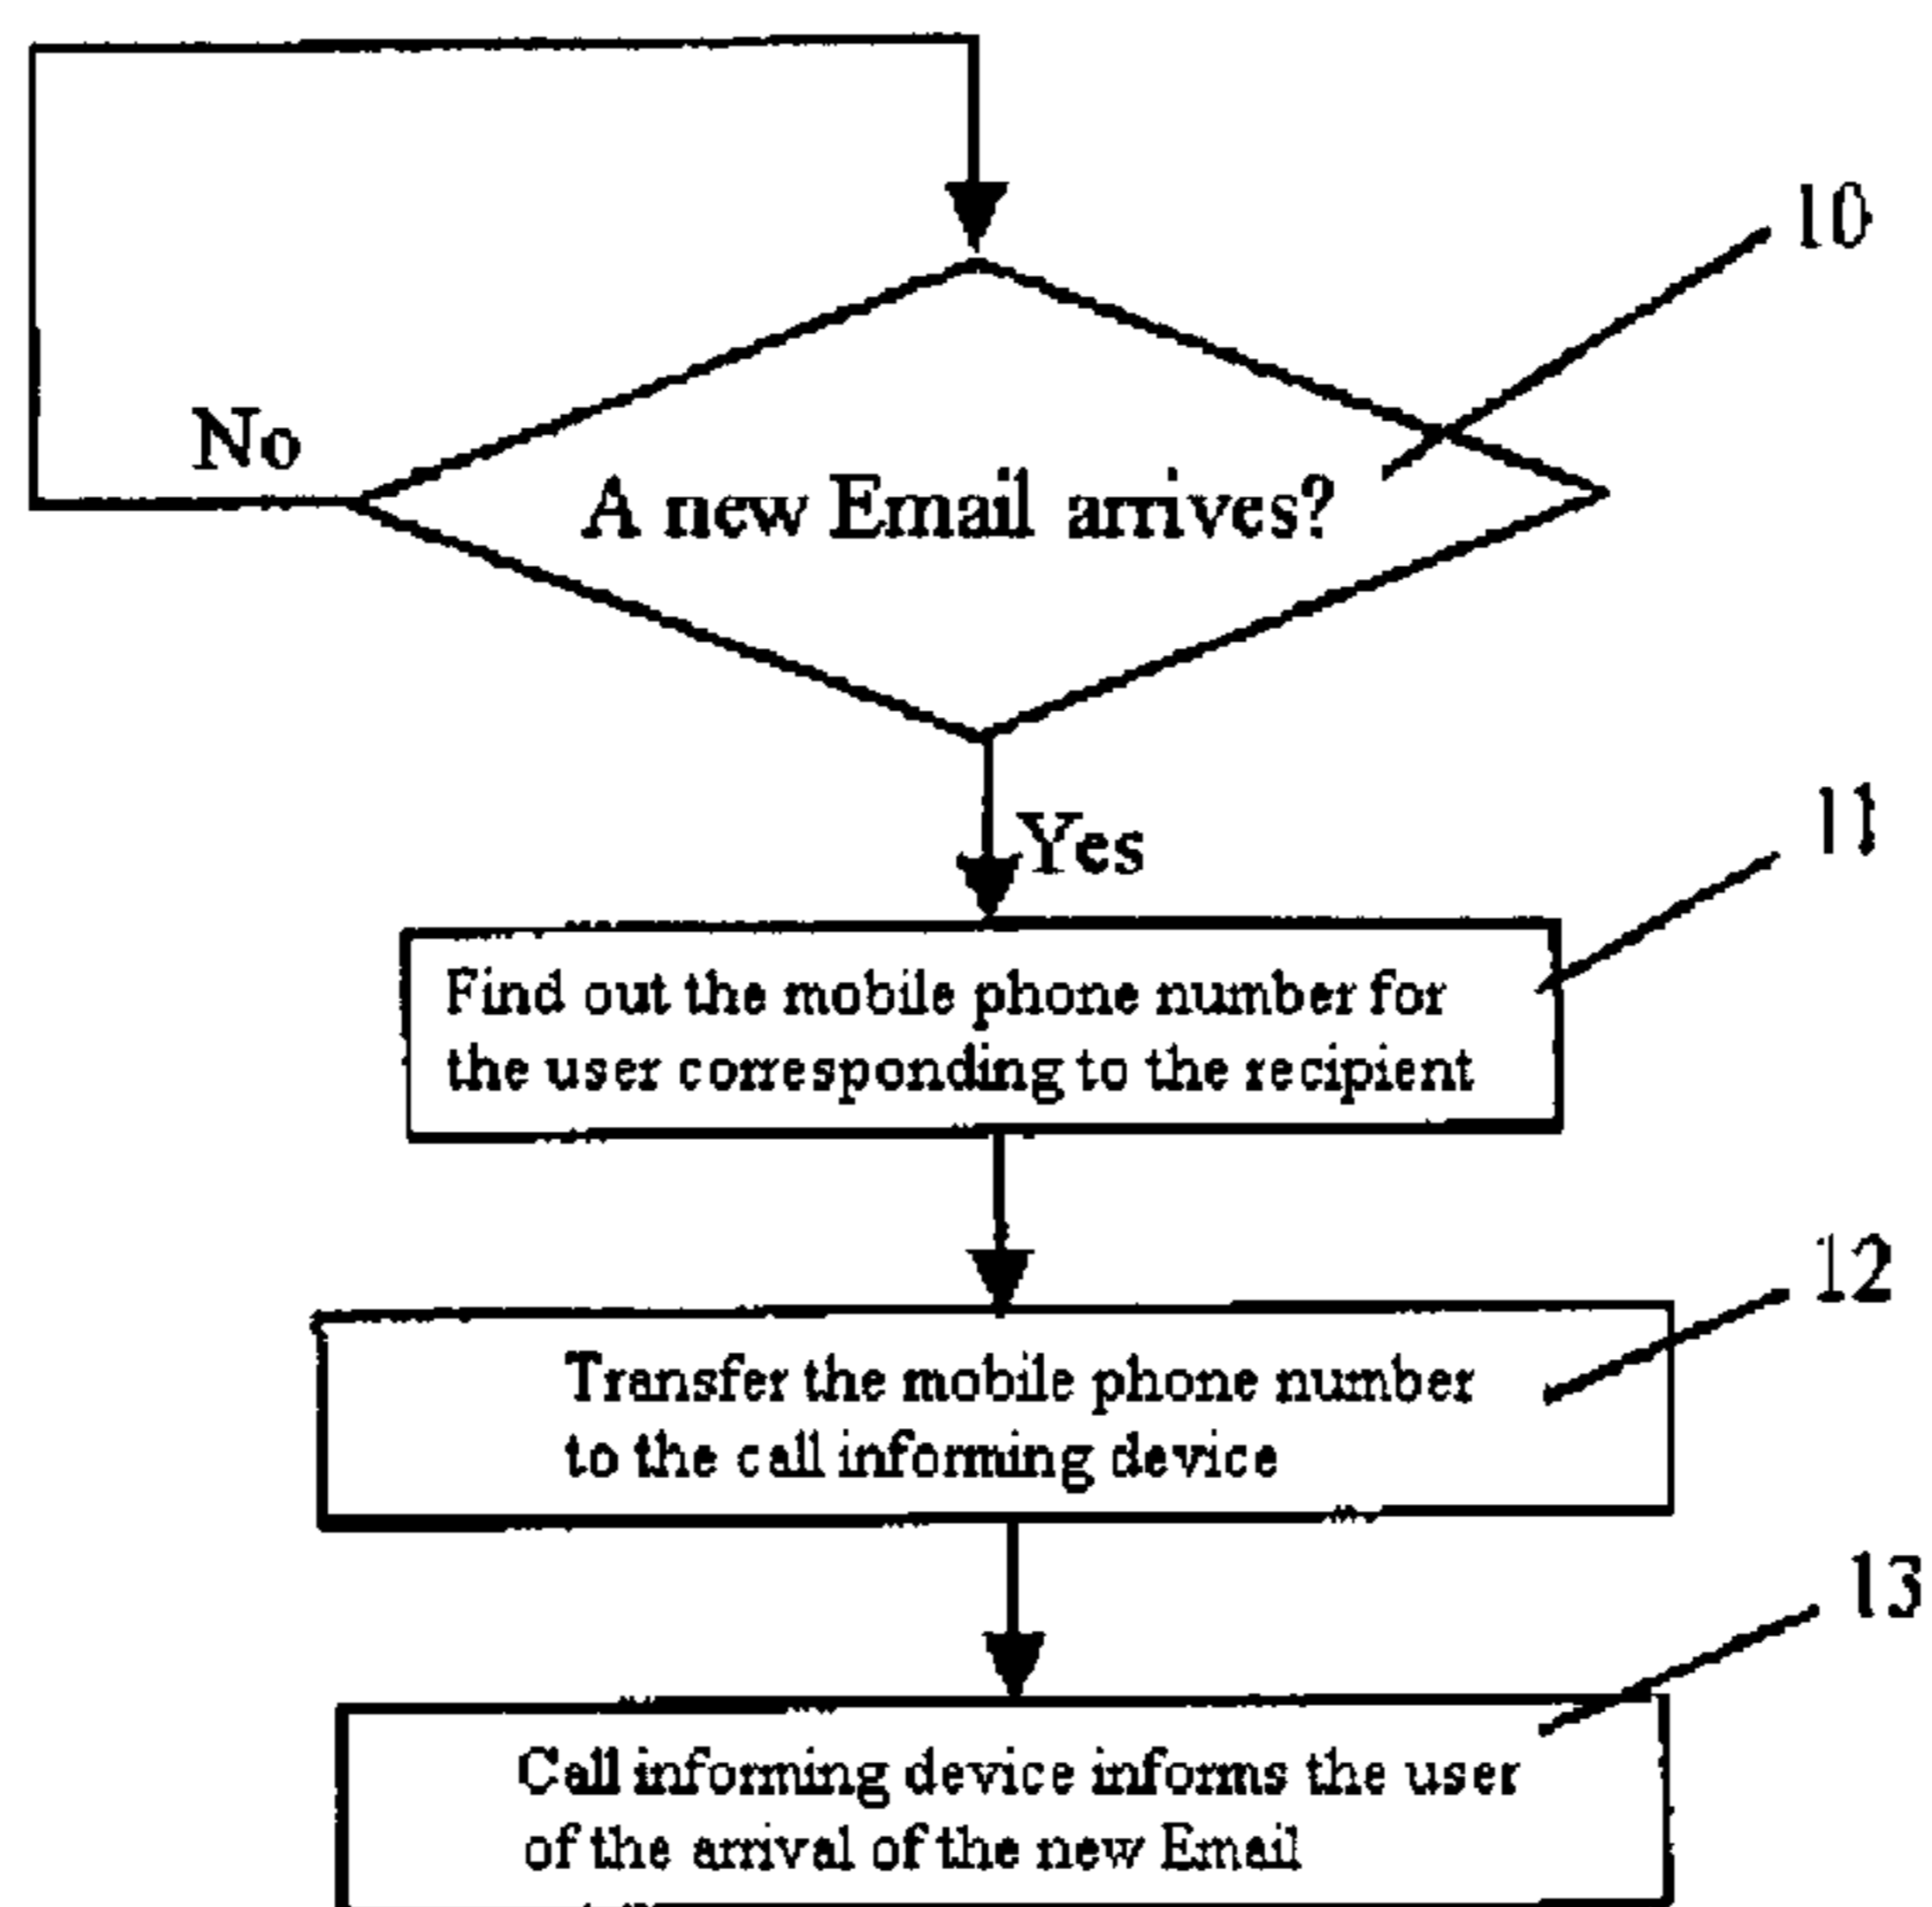 10
No
A new Email arrives?
11
Yes
Find out the mobile phone number for
the user corresponding to the recipient
12
Transfer the mobile phone number
to the call informing device
13
Call informing device informs the user
of the arrival of the new Email